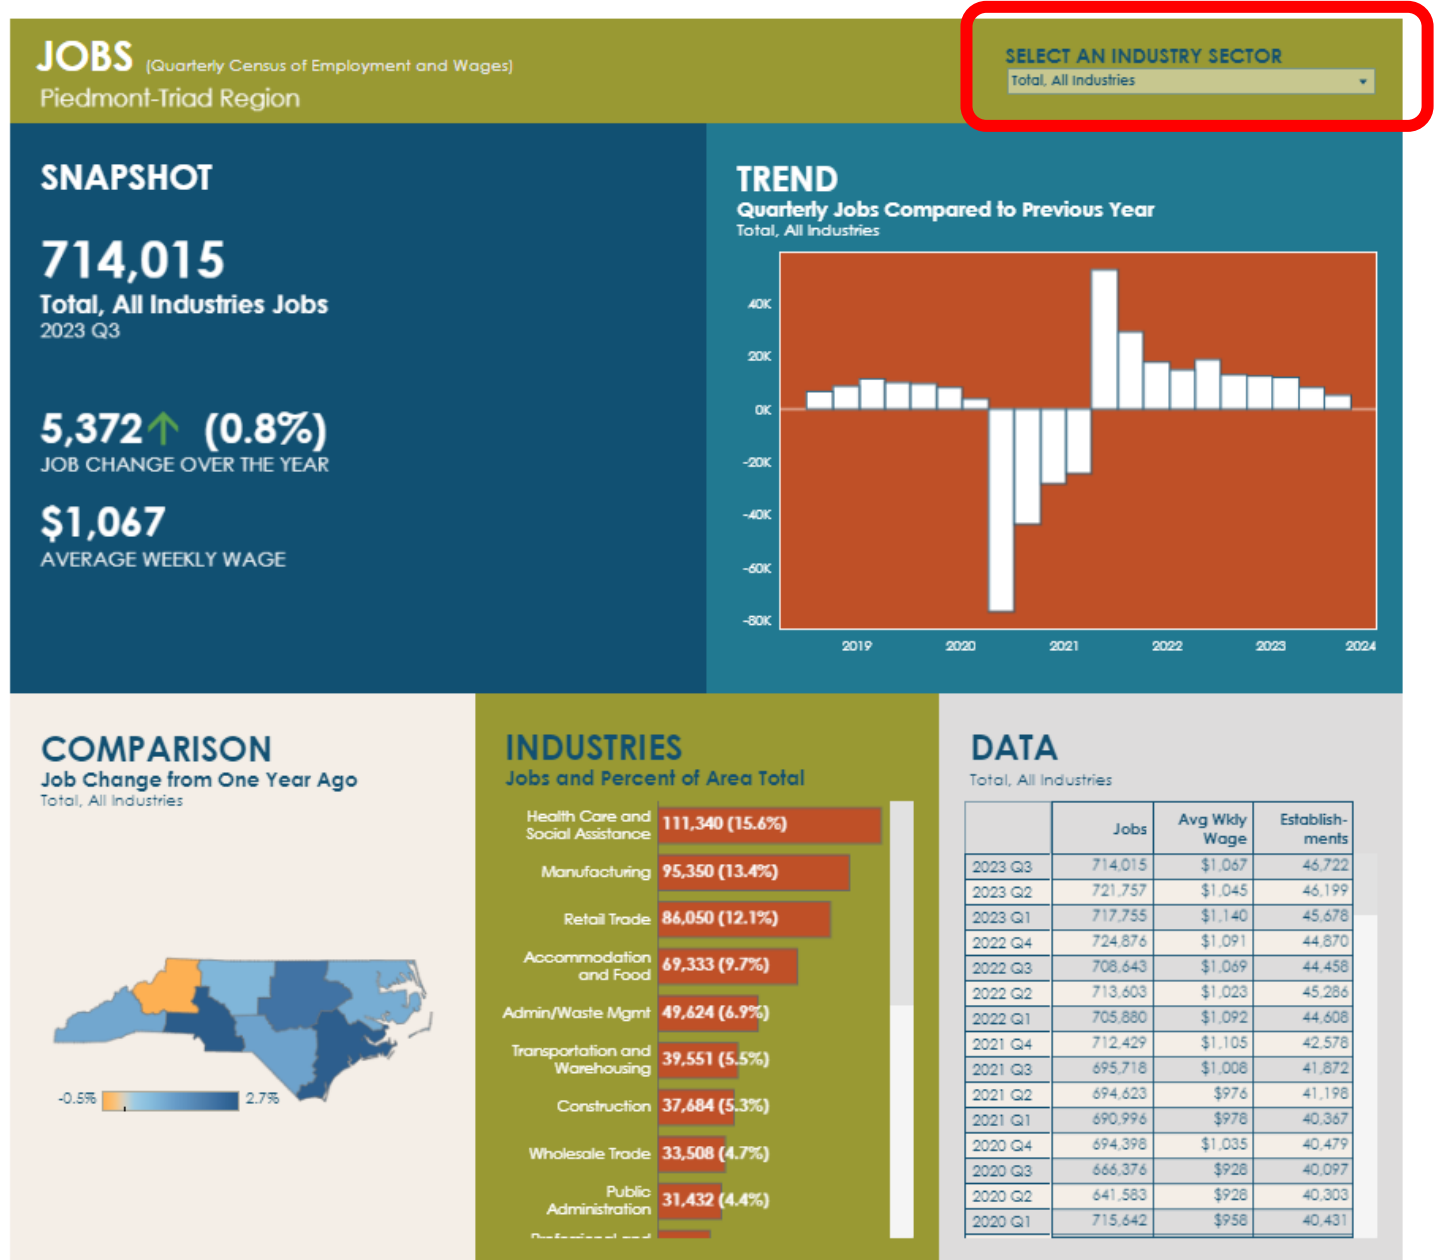 JOBS (Quarterly Census of Employment and Wages)
Piedmont-Triad Region
SELECT AN INDUSTRY SECTOR
Total, All Industries
SNAPSHOT
714,015
Total, All Industries Jobs
2023 Q3
5,372 (0.8%)
JOB CHANGE OVER THE YEAR
$1,067
AVERAGE WEEKLY WAGE
TREND
Quarterly Jobs Compared to Previous Year
Total, All Industries
40K
20K
0K
-20K
-40K
-60K
-80K
2019 2020 2021 2022 2023 2024
COMPARISON
Job Change from One Year Ago
Total, All Industries
-0.5% 2.7%
INDUSTRIES
Jobs and Percent of Area Total
Health Care and
Social Assistance
111,340 (15.6%)
Manufacturing 95,350 (13.4%)
Retail Trade 86,050 (12.1%)
Accommodation
and Food
69,333 (9.7%)
Admin/Waste Mgmt 49,624 (6.9%)
Transportation and
Warehousing
39,551 (5.5%)
Construction 37,684 (5.3%)
Wholesale Trade 33,508 (4.7%)
Public
Administration
31,432 (4.4%)
Professional and
DATA
Total, All Industries
Jobs Avg Wkly Wage Establish-ments
2023 Q3 714,015 $1,067 46,722
2023 Q2 721,757 $1,045 46,199
2023 Q1 717,755 $1,140 45,678
2022 Q4 724,876 $1,091 44,870
2022 Q3 708,643 $1,069 44,458
2022 Q2 713,603 $1,023 45,286
2022 Q1 705,880 $1,092 44,608
2021 Q4 712,429 $1,105 42,578
2021 Q3 695,718 $1,008 41,872
2021 Q2 694,623 $976 41,198
2021 Q1 690,996 $978 40,367
2020 Q4 694,398 $1,035 40,479
2020 Q3 666,376 $928 40,097
2020 Q2 641,583 $928 40,303
2020 Q1 715,642 $958 40,431